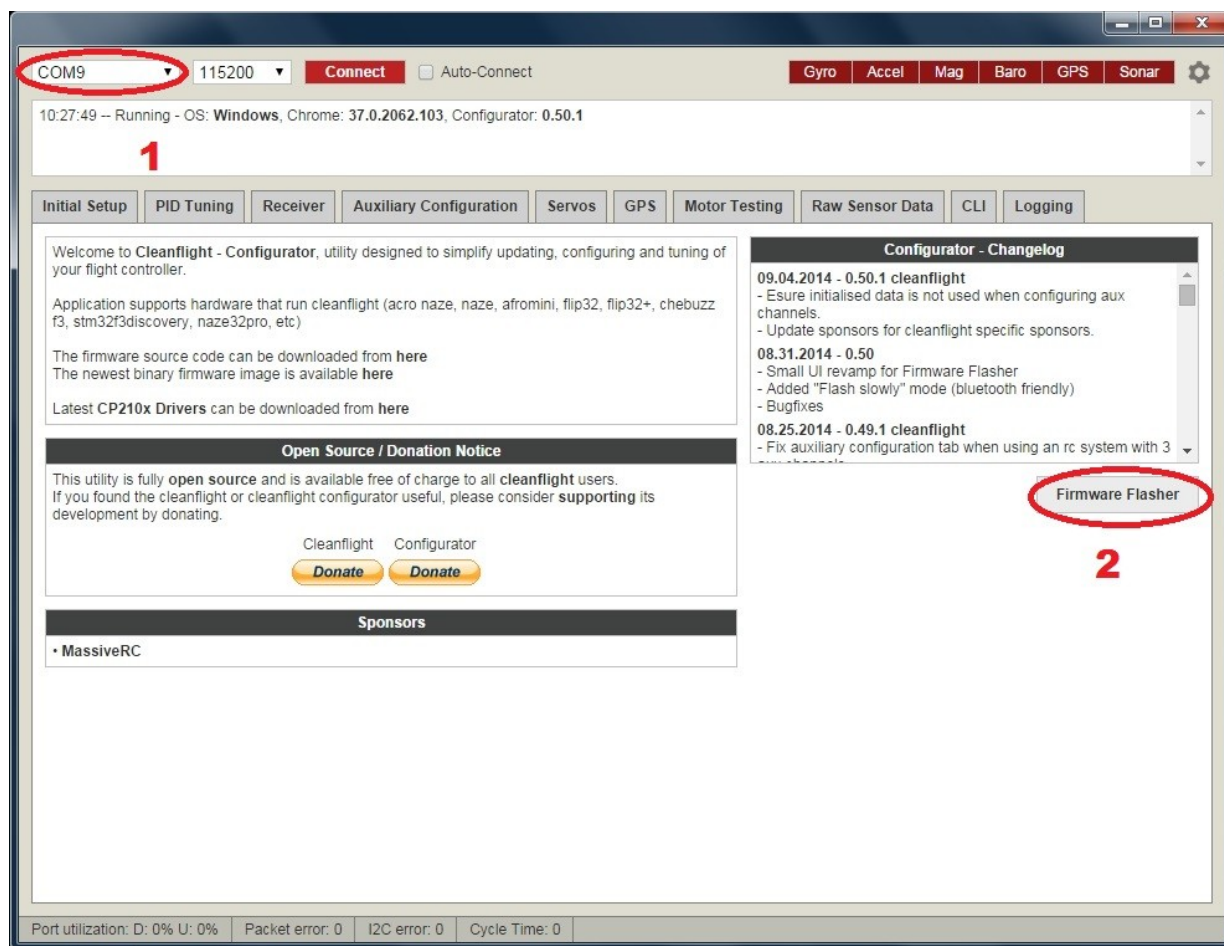 COM9
115200
Connect
Auto-Connect
Gyro Accel Mag Baro GPS Sonar
10:27:49 -- Running - OS: Windows, Chrome: 37.0.2062.103, Configurator: 0.50.1
1
Initial Setup PID Tuning Receiver Auxiliary Configuration Servos GPS Motor Testing Raw Sensor Data CLI Logging
Welcome to Cleanflight - Configurator, utility designed to simplify updating, configuring and tuning of
your flight controller.
Application supports hardware that run cleanflight (acro naze, naze, afromini, flip32, flip32+, chebuzz
f3, stm32f3discovery, naze32pro, etc)
The firmware source code can be downloaded from here
The newest binary firmware image is available here
Latest CP210x Drivers can be downloaded from here
Open Source / Donation Notice
This utility is fully open source and is available free of charge to all cleanflight users.
If you found the cleanflight or cleanflight configurator useful, please consider supporting its
development by donating.
Cleanflight Configurator
Donate Donate
Sponsors
• MassiveRC
Configurator - Changelog
09.04.2014 - 0.50.1 cleanflight
- Esure initialised data is not used when configuring aux
channels.
- Update sponsors for cleanflight specific sponsors.
08.31.2014 - 0.50
- Small UI revamp for Firmware Flasher
- Added "Flash slowly" mode (bluetooth friendly)
- Bugfixes
08.25.2014 - 0.49.1 cleanflight
- Fix auxiliary configuration tab when using an rc system with 3
Firmware Flasher
2
Port utilization: D: 0% U: 0% Packet error: 0 I2C error: 0 Cycle Time: 0